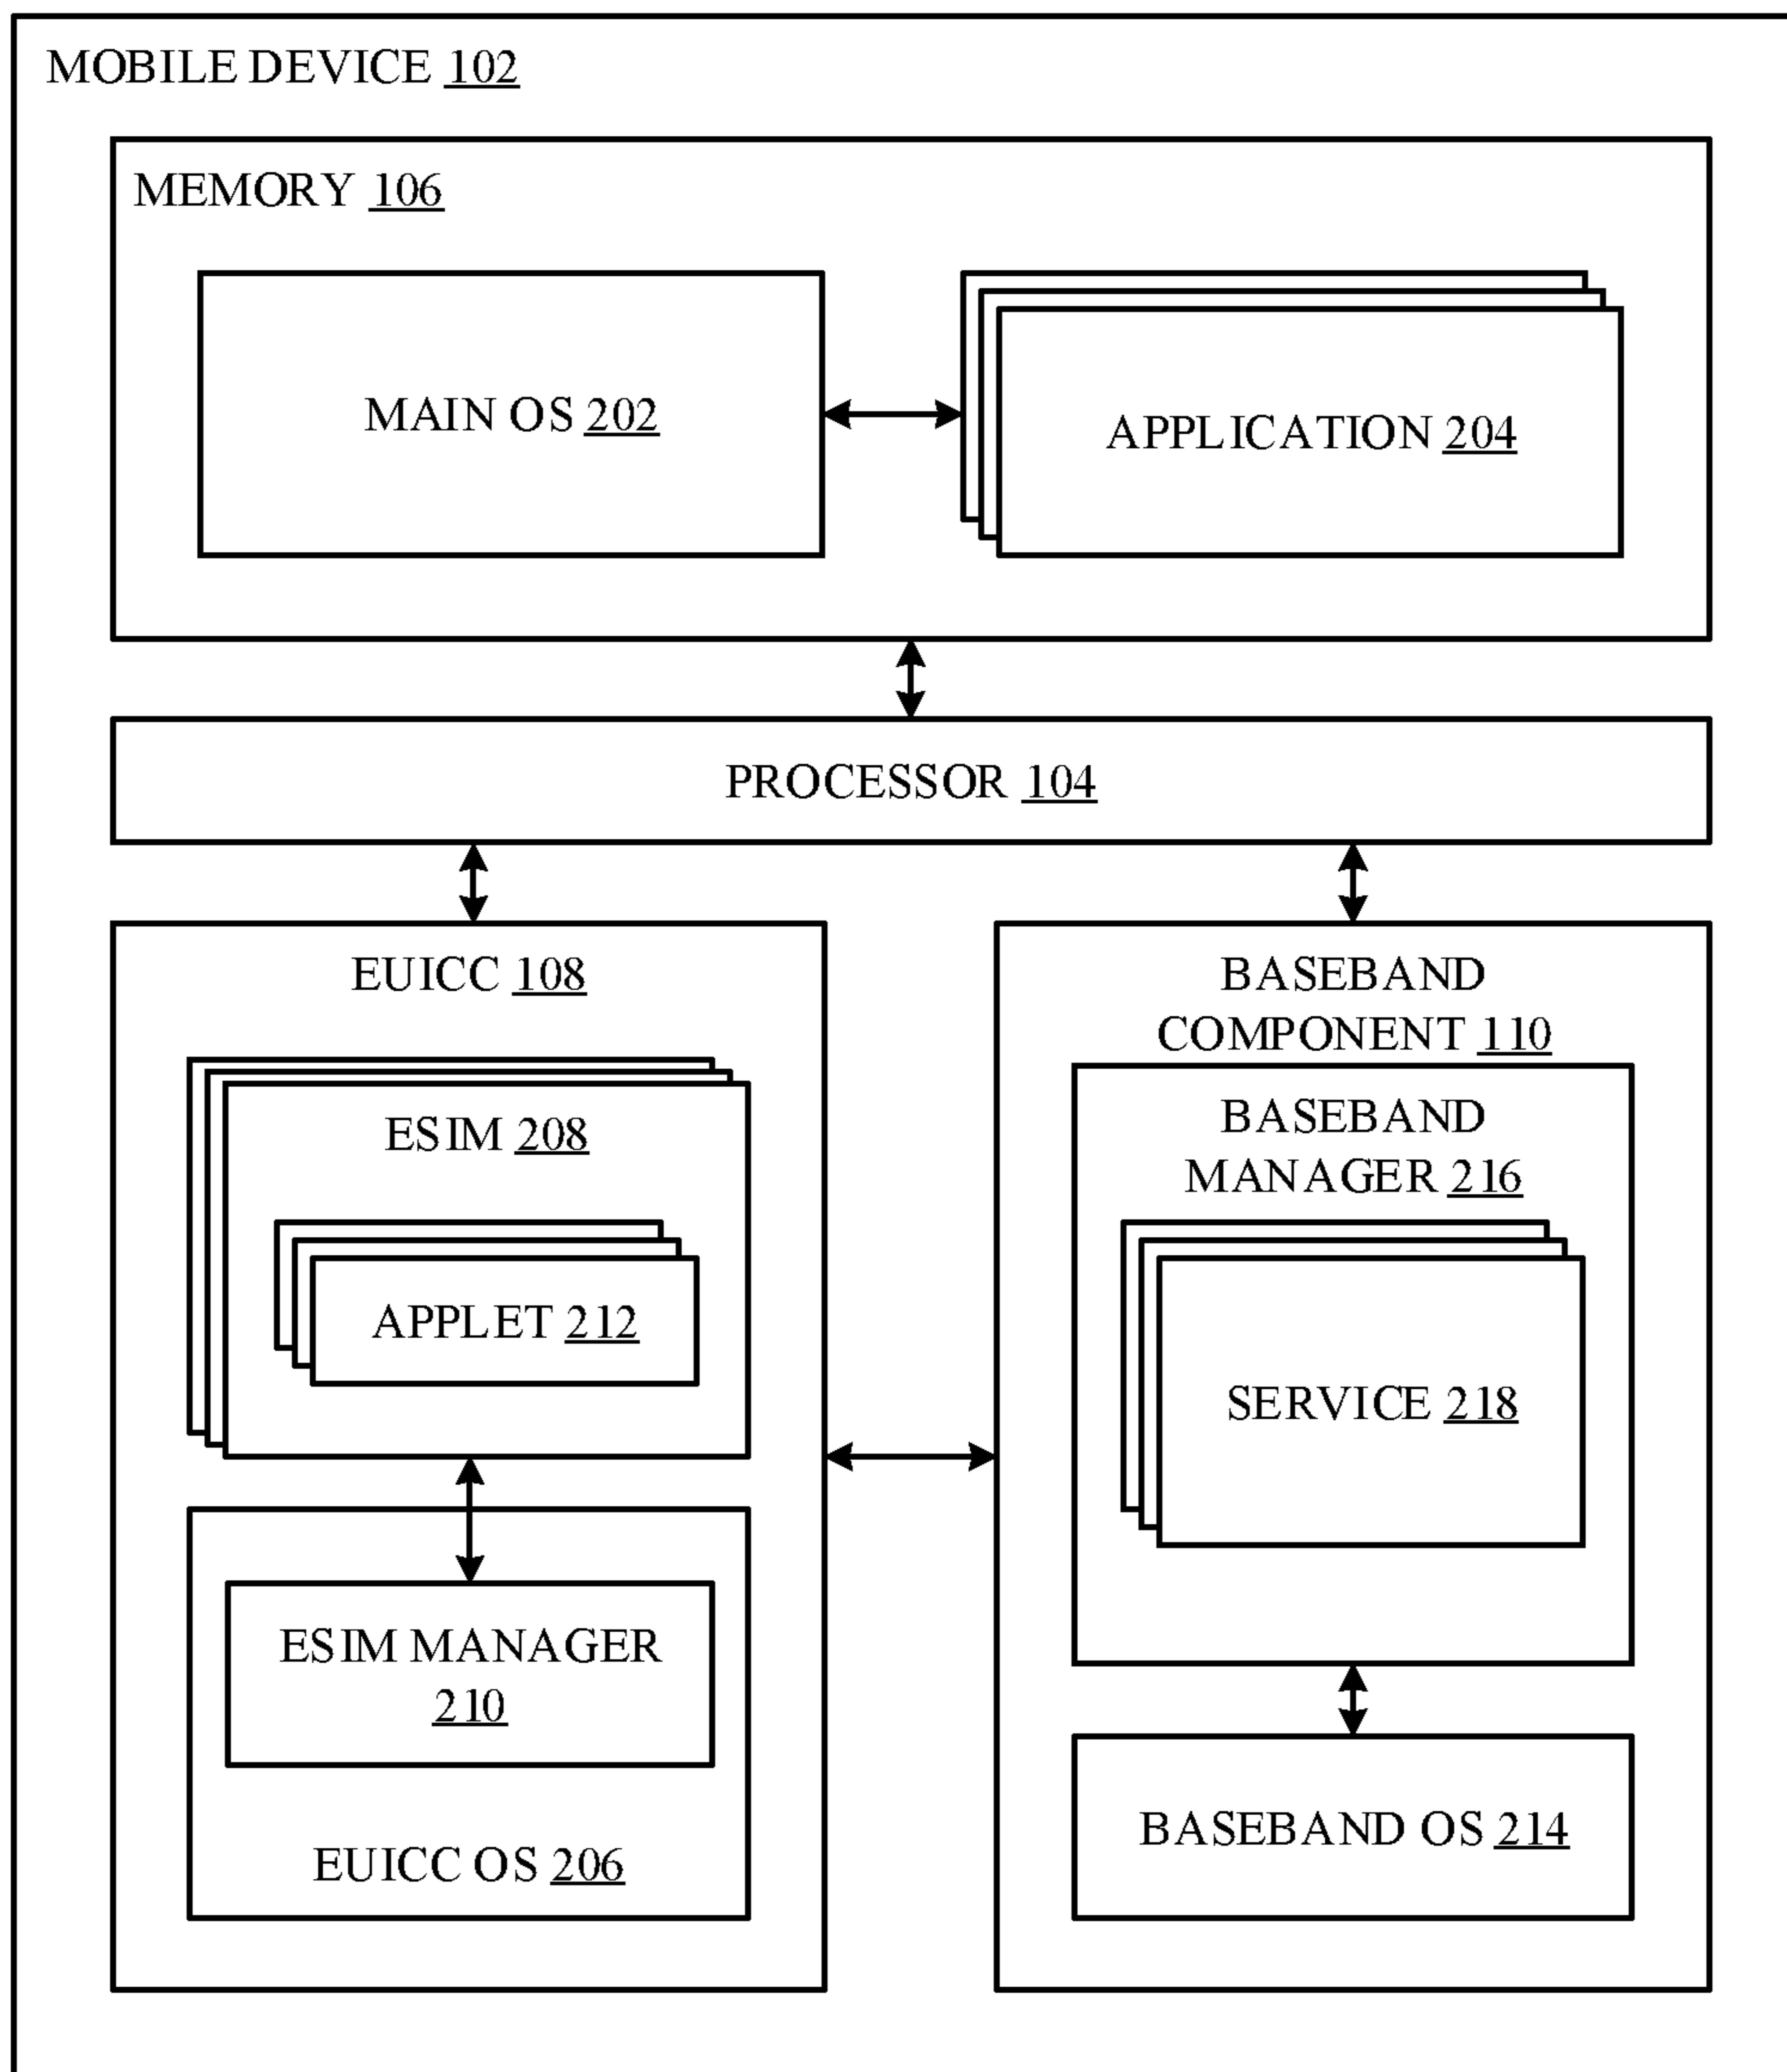 MOBILE DEVICE 102
MEMORY 106
MAIN OS 202
APPLICATION 204
PROCESSOR 104
EUICC 108
ESIM 208
APPLET 212
ESIM MANAGER
210
EUICC OS 206
BASEBAND
COMPONENT 110
BASEBAND
MANAGER 216
SERVICE 218
BASEBAND OS 214